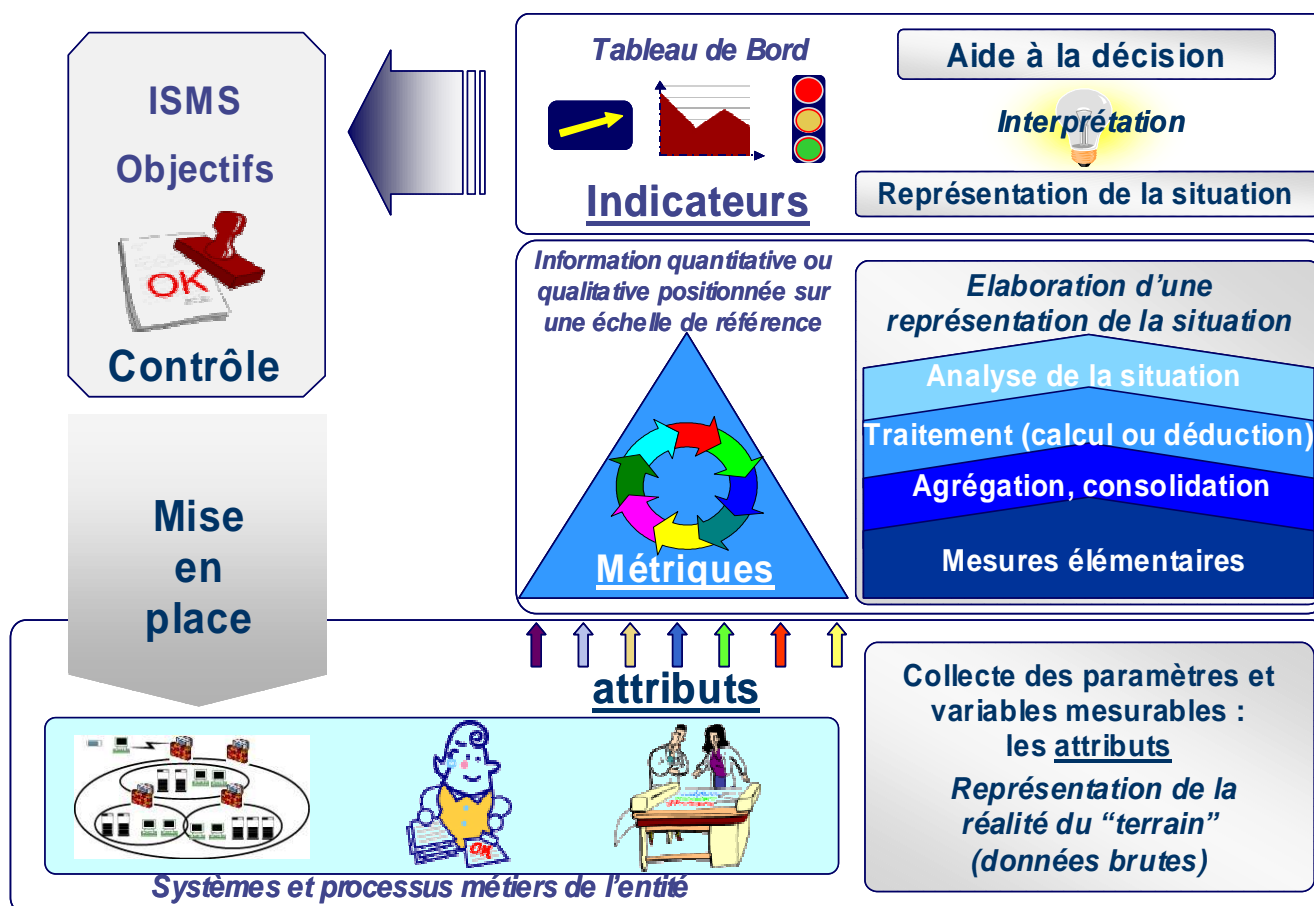 ISMS
Objectifs
OK
Contrôle
Mise
en
place
Tableau de Bord
Indicateurs
Aide à la décision
Interprétation
Représentation de la situation
Information quantitative ou
qualitative positionnée sur
une échelle de référence
Métriques
Elaboration d’une
représentation de la situation
Analyse de la situation
Traitement (calcul ou déduction)
Agrégation, consolidation
Mesures élémentaires
attributs
OK
Systèmes et processus métiers de l’entité
Collecte des paramètres et
variables mesurables :
les attributs
Représentation de la
réalité du “terrain”
(données brutes)